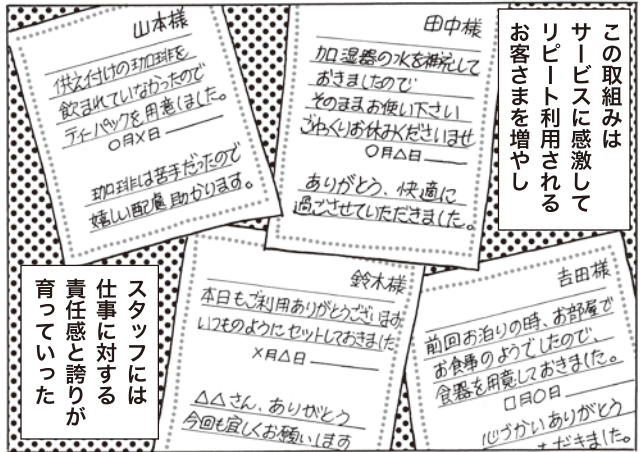 この取組みは
サービスに感激して
リピート利用される
お客さまを増やし
田中様
加湿器の水を補充して
おきましたので
そのままお使い下さい
ごゆっくりお休みくださいませ
〇月△日
ありがとう、快適に
過ごさせていただきました。
山本様
供え付けの珈琲を
飲まれていなかったので
ティーパックを用意しました。
〇月×日
珈琲は苦手だったので
嬉しい配慮助かります。
吉田様
前回お泊りの時、お部屋で
お食事のようでしたので、
食器を用意しておきました。
□月〇日
心づかいありがとう
だきました。
鈴木様
本日もご利用ありがとうございます
いつものようにセットしておきました
×月△日
△△さん、ありがとう
今回も宜しくお願いします
スタッフには
仕事に対する
責任感と誇りが
育っていった